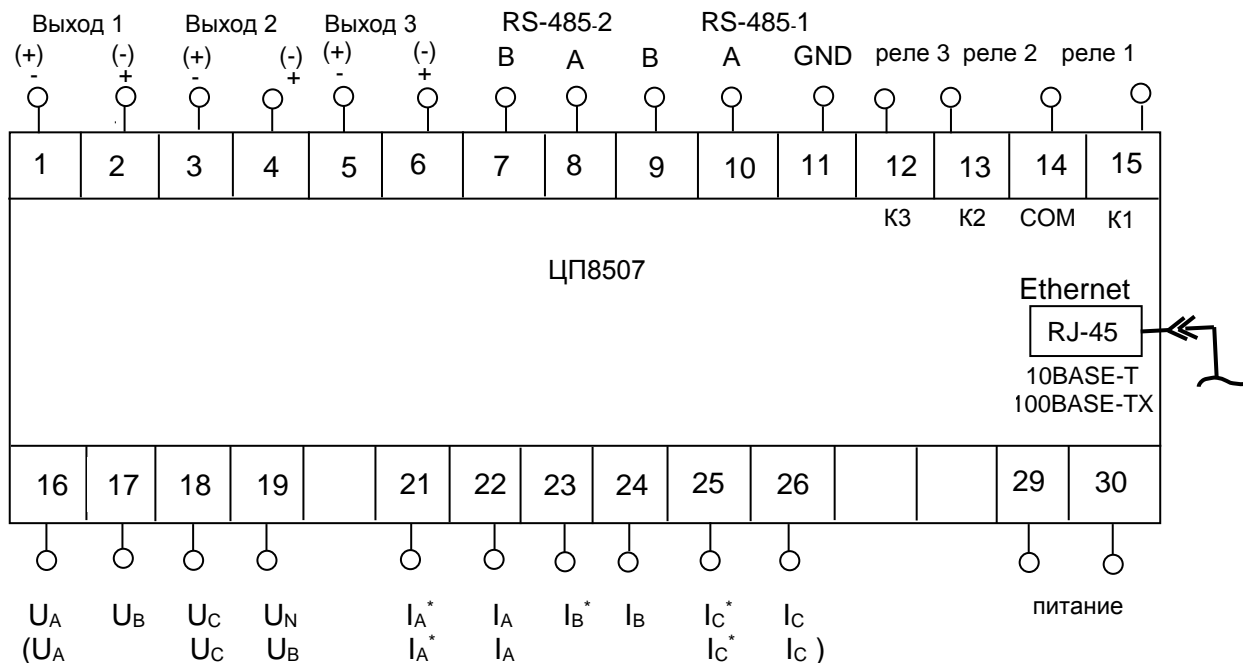 Выход 1 Выход 2 Выход 3 RS-485-2 RS-485-1
(+) (-) (+) (-) (+) (-) B A B A GND реле 3 реле 2 реле 1
- + - + - +
1 2 3 4 5 6 7 8 9 10 11 12 13 14 15
К3 К2 COM К1
ЦП8507
Ethernet
RJ-45
10BASE-T
100BASE-TX
16 17 18 19 21 22 23 24 25 26 29 30
UA UB UC UN IA* IA IB* IB IC* IC питание
(UA UC UB IA* IA IC* IC )